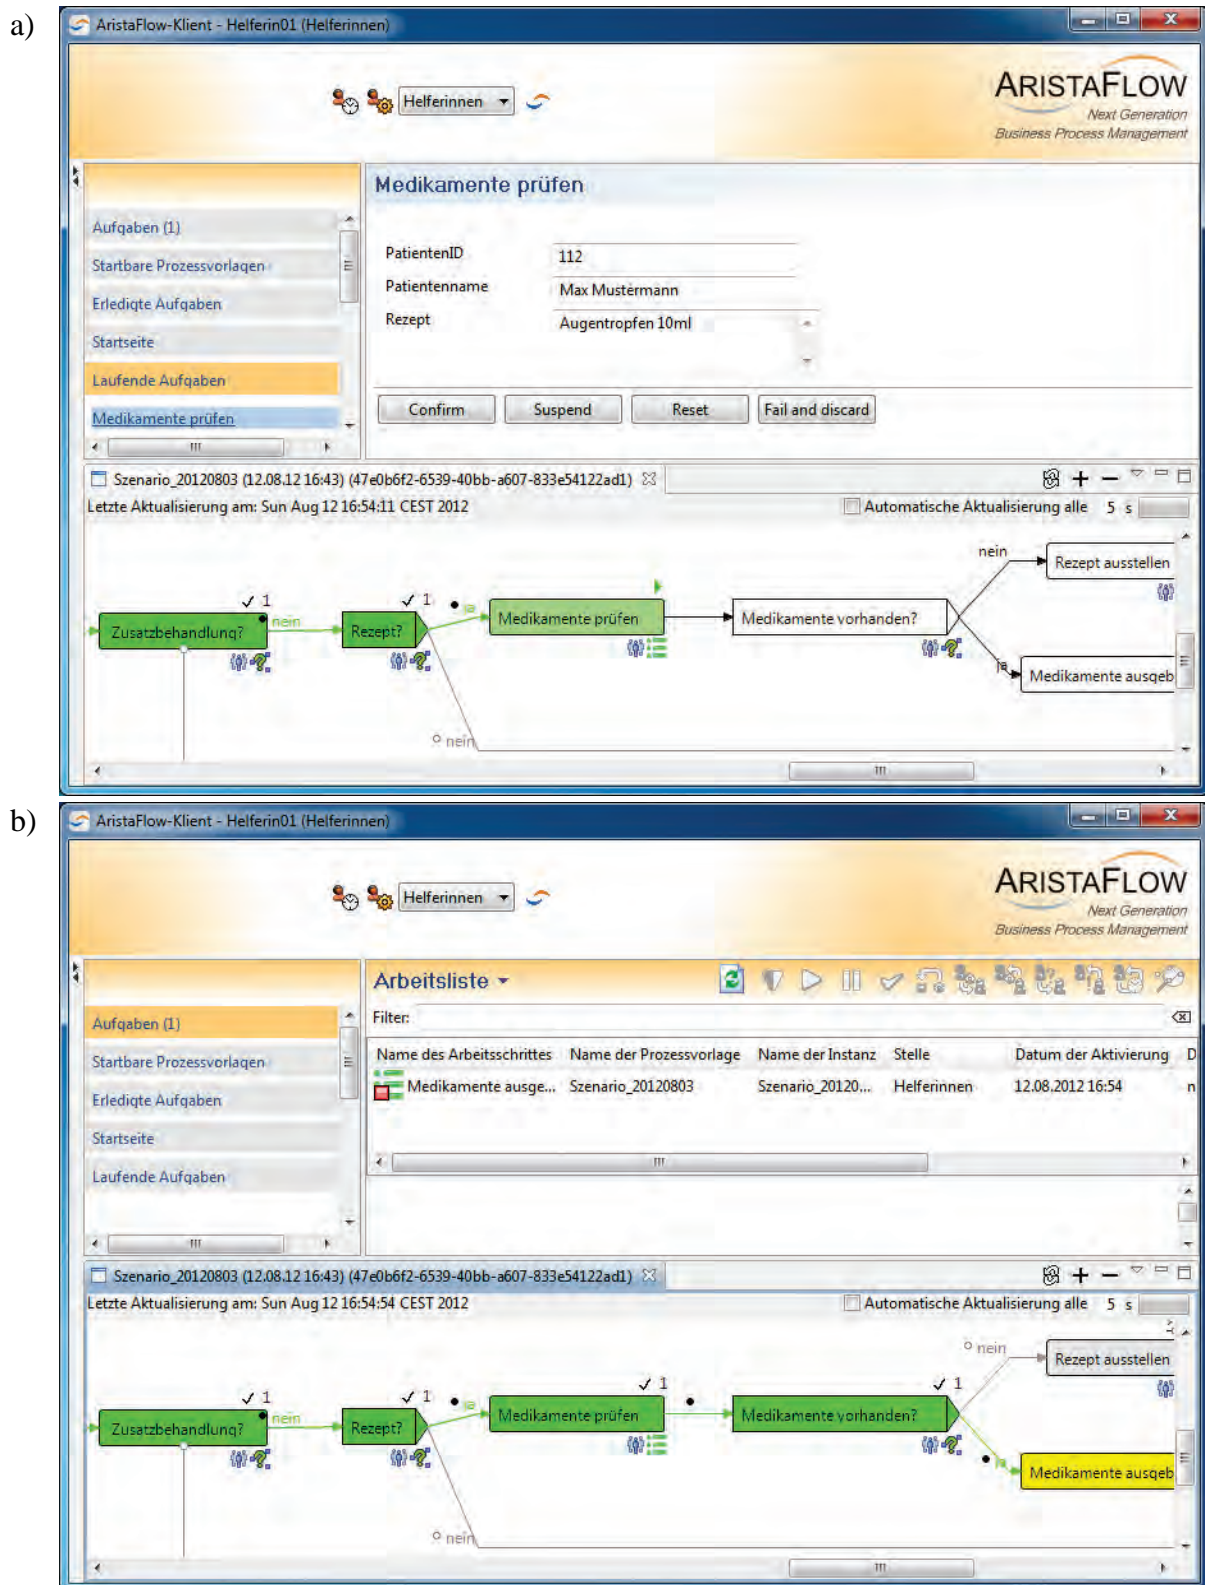 a)
AristaFlow-Klient - Helferin01 (Helferinnen)
Helferinnen
ARISTAFLOW
Next Generation
Business Process Management
Medikamente prüfen
Aufgaben (1)
Startbare Prozessvorlagen
Erledigte Aufgaben
Startseite
Laufende Aufgaben
Medikamente prüfen
PatientenID 112
Patientenname Max Mustermann
Rezept Augentropfen 10ml
Confirm Suspend Reset Fail and discard
Szenario_20120803 (12.08.12 16:43) (47e0b6f2-6539-40bb-a607-833e54122ad1)
Letzte Aktualisierung am: Sun Aug 12 16:54:11 CEST 2012 Automatische Aktualisierung alle 5 s
nein Rezept ausstellen
1 1 ja
Zusatzbehandlung? nein Rezept? Medikamente prüfen Medikamente vorhanden?
ja Medikamente ausgeb
nein
b)
AristaFlow-Klient - Helferin01 (Helferinnen)
Helferinnen
ARISTAFLOW
Next Generation
Business Process Management
Arbeitsliste
Aufgaben (1)
Startbare Prozessvorlagen
Erledigte Aufgaben
Startseite
Laufende Aufgaben
Filter:
Name des Arbeitsschrittes Name der Prozessvorlage Name der Instanz Stelle Datum der Aktivierung D
Medikamente ausge... Szenario_20120803 Szenario_20120... Helferinnen 12.08.2012 16:54 n
Szenario_20120803 (12.08.12 16:43) (47e0b6f2-6539-40bb-a607-833e54122ad1)
Letzte Aktualisierung am: Sun Aug 12 16:54:54 CEST 2012 Automatische Aktualisierung alle 5 s
nein Rezept ausstellen
1 1 ja 1 1
Zusatzbehandlung? nein Rezept? Medikamente prüfen Medikamente vorhanden?
ja Medikamente ausgeb
nein